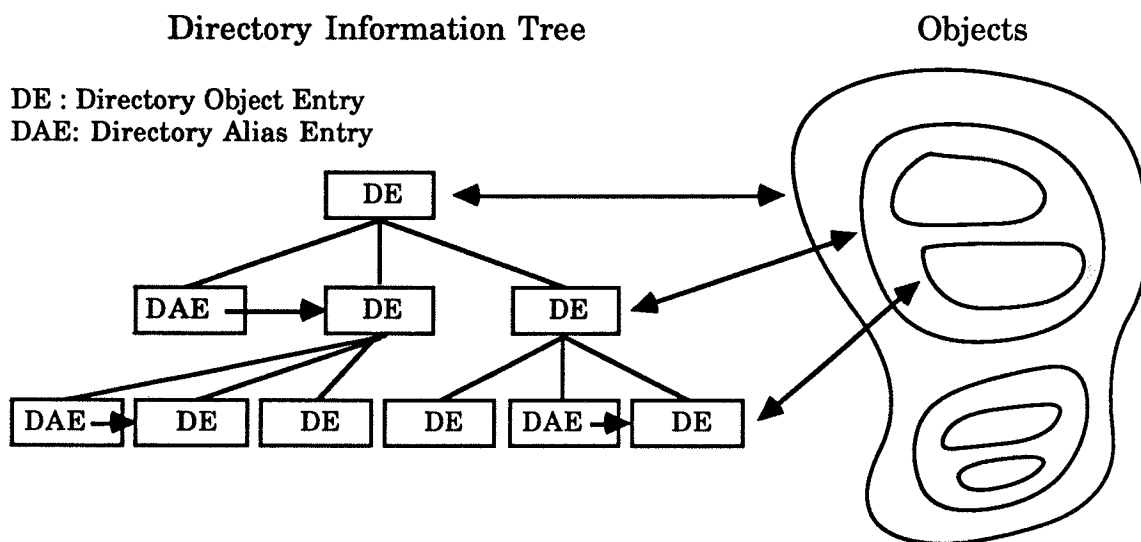 Directory Information Tree
Objects
DE : Directory Object Entry
DAE: Directory Alias Entry
DE
DAE
DE
DE
DAE
DE
DE
DE
DAE
DE